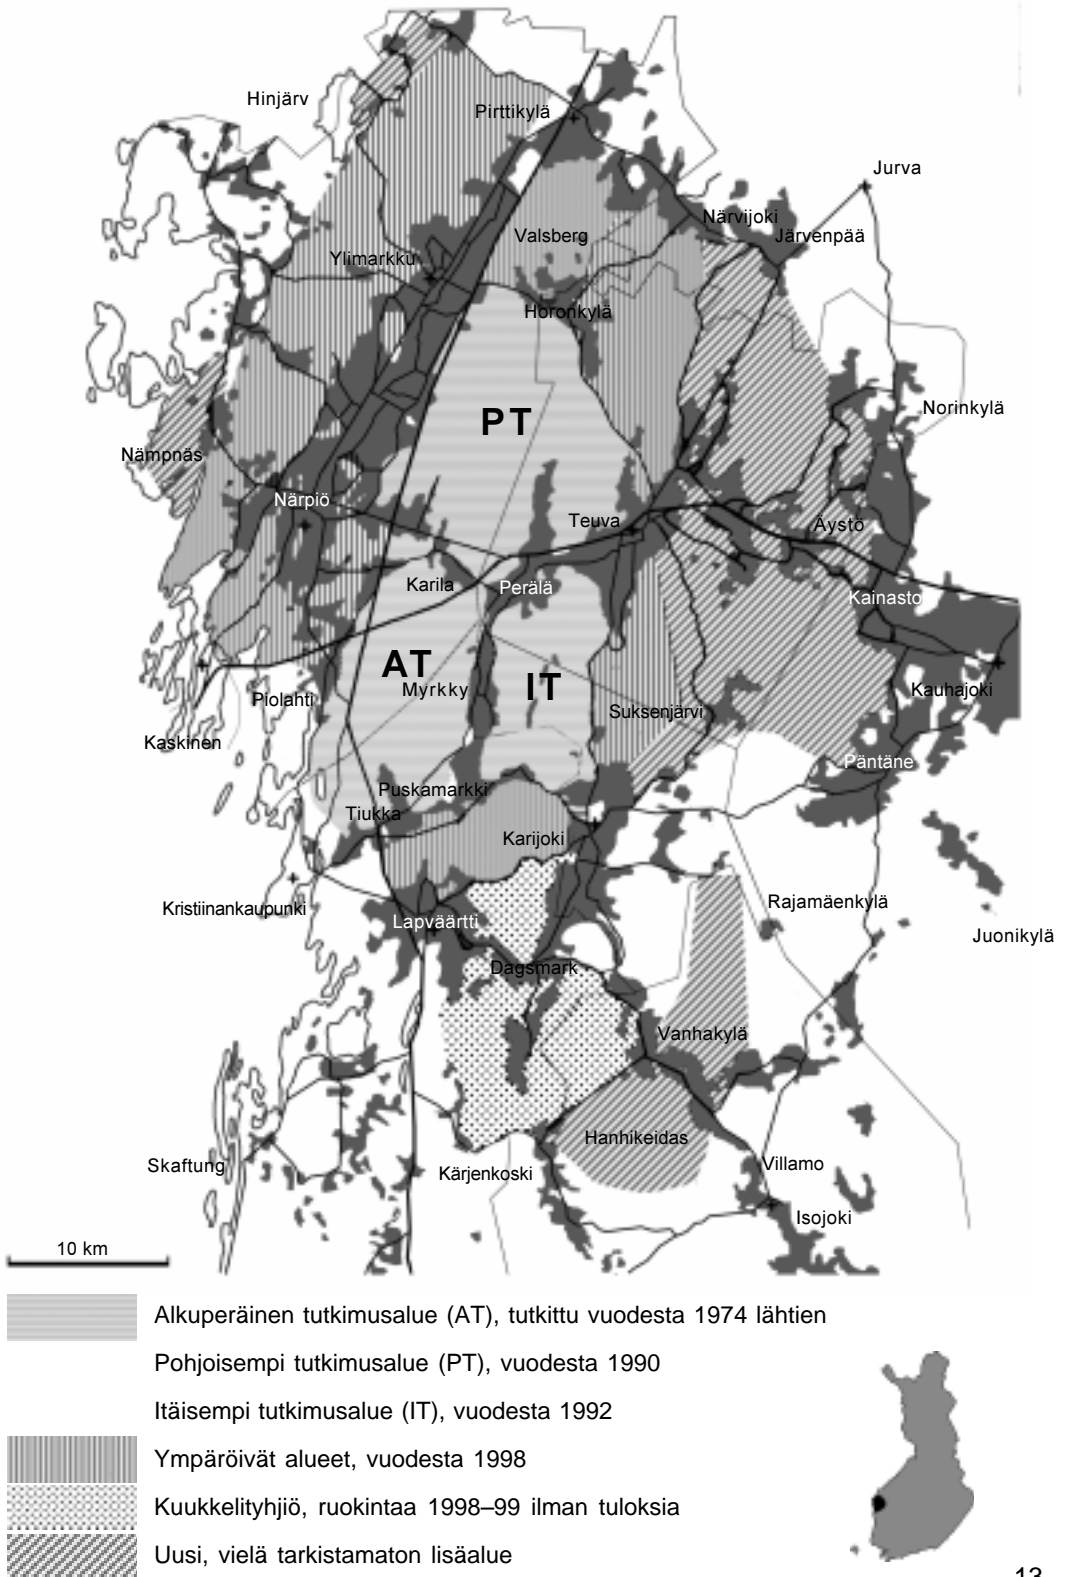 Hinjärv
Pirttikylä
Jurva
Närvijoki
Valsberg
Järvenpää
Ylimarkku
Horonkylä
Norinkylä
PT
Nämpnäs
Närpiö
Teuva
Äystö
Karila
Perälä
Kainasto
AT
Myrkky
IT
Kauhajoki
Piolahti
Suksenjärvi
Kaskinen
Päntäne
Puskamarkki
Tiukka
Karijoki
Rajamäenkylä
Kristiinankaupunki
Lapväärtti
Juonikylä
Dagsmark
Vanhakylä
Hanhikeidas
Skaftung
Kärjenkoski
Villamo
Isojoki
10 km
Alkuperäinen tutkimusalue (AT), tutkittu vuodesta 1974 lähtien
Pohjoisempi tutkimusalue (PT), vuodesta 1990
Itäisempi tutkimusalue (IT), vuodesta 1992
Ympäröivät alueet, vuodesta 1998
Kuukkelityhjiö, ruokintaa 1998–99 ilman tuloksia
Uusi, vielä tarkistamaton lisäalue
13